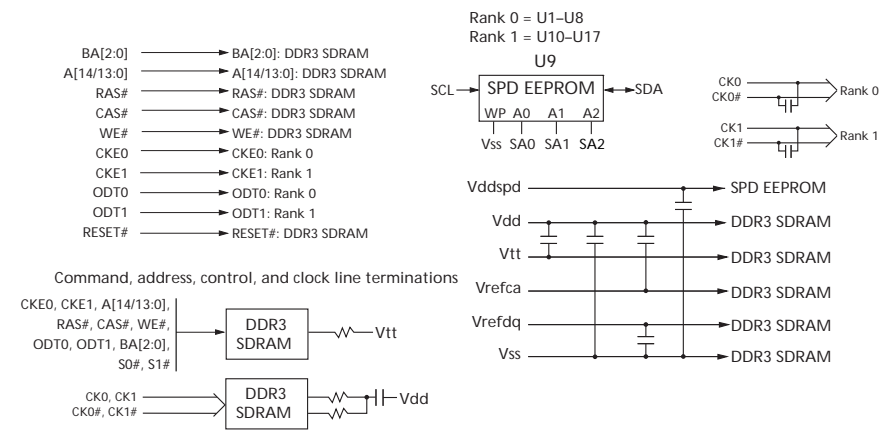 Rank 0 = U1–U8
Rank 1 = U10–U17
BA[2:0] BA[2:0]: DDR3 SDRAM
A[14/13:0] A[14/13:0]: DDR3 SDRAM
RAS# RAS#: DDR3 SDRAM
CAS# CAS#: DDR3 SDRAM
WE# WE#: DDR3 SDRAM
CKE0 CKE0: Rank 0
CKE1 CKE1: Rank 1
ODT0 ODT0: Rank 0
ODT1 ODT1: Rank 1
RESET# RESET#: DDR3 SDRAM
U9
SCL SPD EEPROM SDA
WP A0 A1 A2
Vss SA0 SA1 SA2
CK0
CK0#
Rank 0
CK1
CK1#
Rank 1
Vddspd SPD EEPROM
Vdd DDR3 SDRAM
Vtt DDR3 SDRAM
Vrefca DDR3 SDRAM
Vrefdq DDR3 SDRAM
Vss DDR3 SDRAM
Command, address, control, and clock line terminations
CKE0, CKE1, A[14/13:0],
RAS#, CAS#, WE#,
ODT0, ODT1, BA[2:0],
S0#, S1#
DDR3
SDRAM
Vtt
CK0, CK1
CK0#, CK1#
DDR3
SDRAM
Vdd